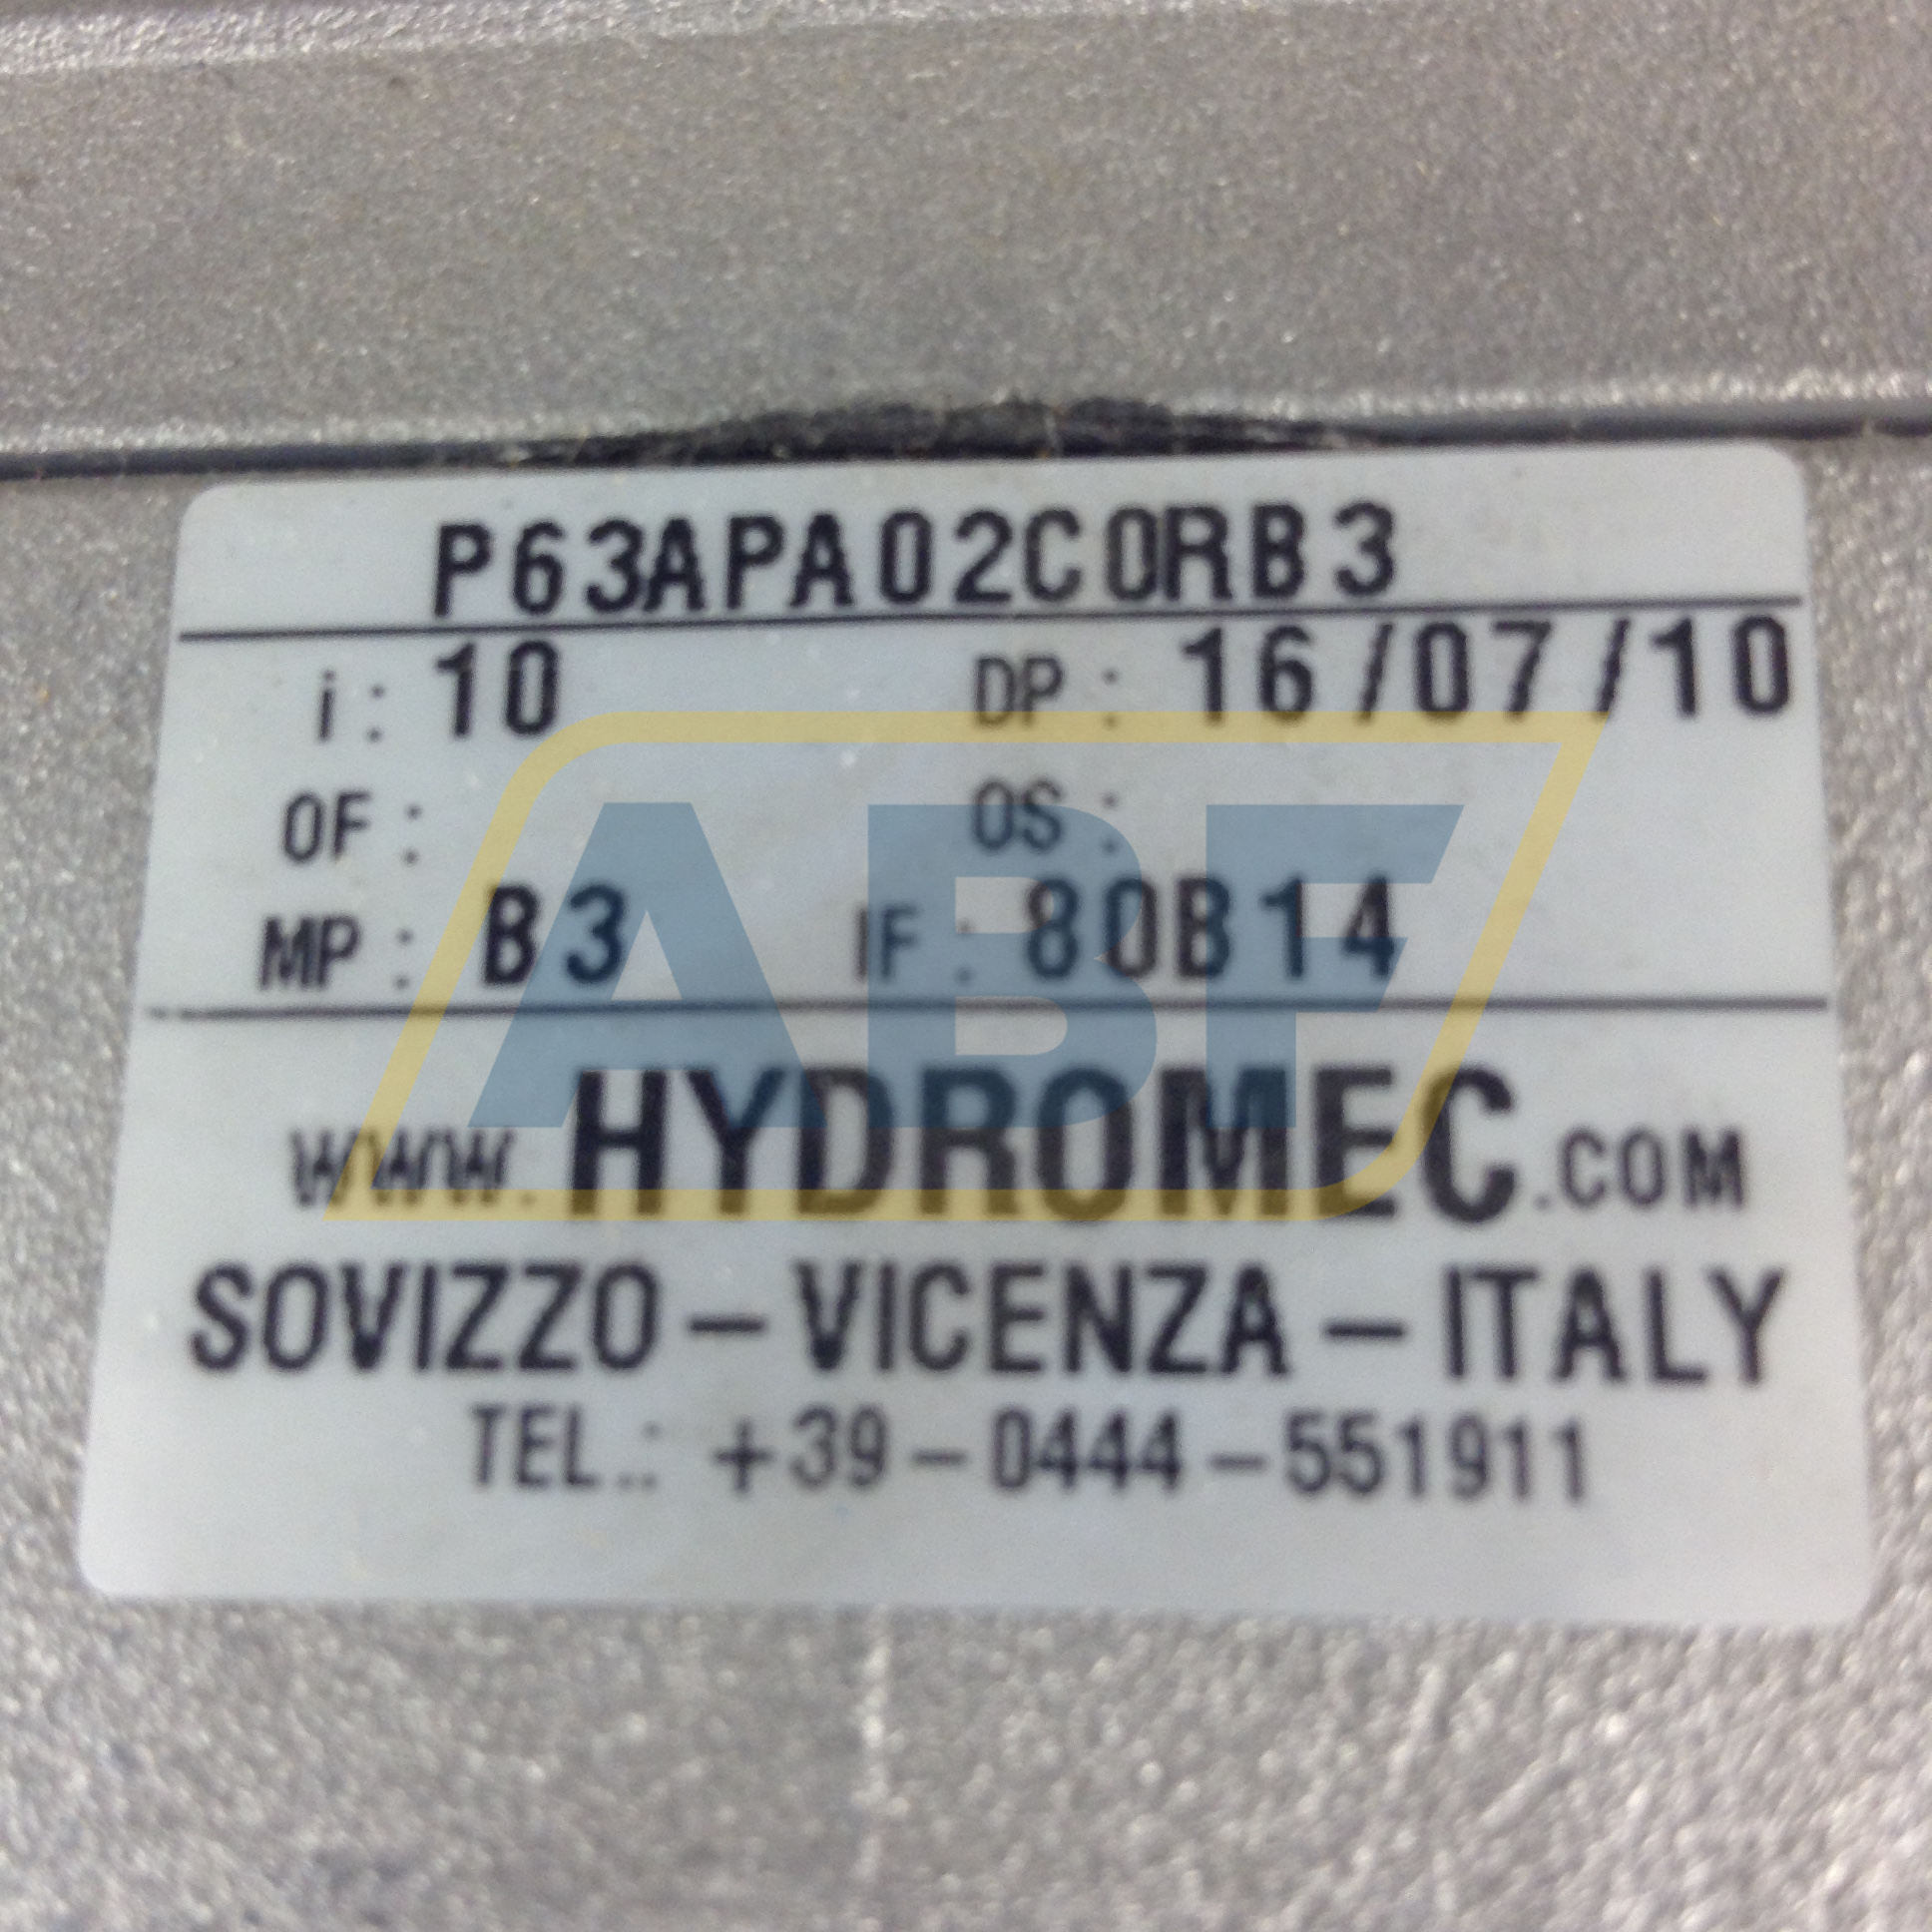 P63APA02C0RB3
i: 10 DP: 16/07/10
OF: OS:
MP: B3 IF: 80B14
ABF
www.HYDROMEC.COM
SOVIZZO - VICENZA - ITALY
TEL.: +39-0444-551911